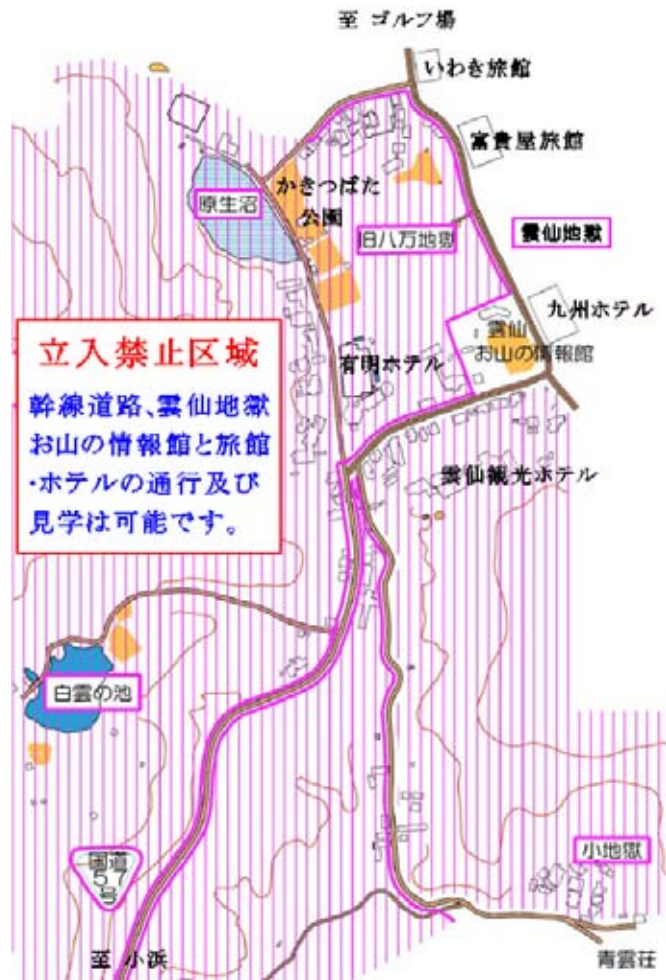 至 ゴルフ場
いわき旅館
富貴屋旅館
かきつばた
公園
原生沼
旧八万地獄
雲仙地獄
九州ホテル
雲仙
お山の情報館
有明ホテル
立入禁止区域
幹線道路、雲仙地獄
お山の情報館と旅館
・ホテルの通行及び
見学は可能です。
雲仙観光ホテル
白雲の池
小地獄
国道
57
号
至 小浜
青雲荘